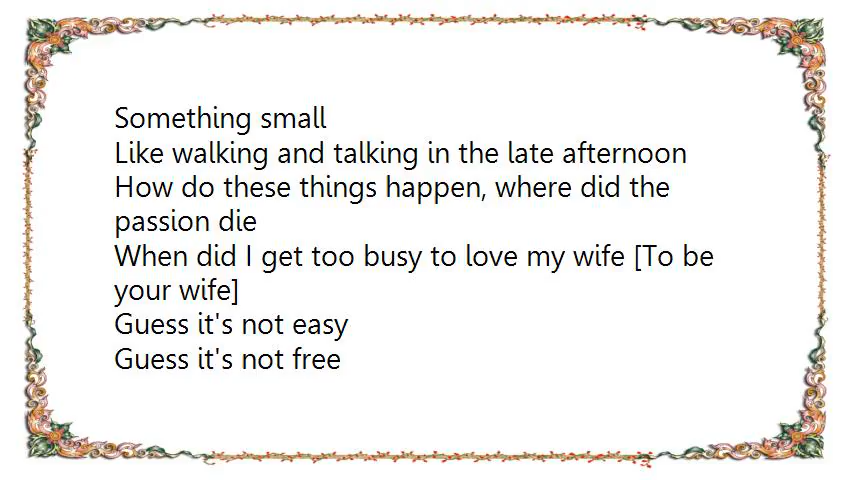 Something small
Like walking and talking in the late afternoon
How do these things happen, where did the
passion die
When did I get too busy to love my wife [To be
your wife]
Guess it's not easy
Guess it's not free